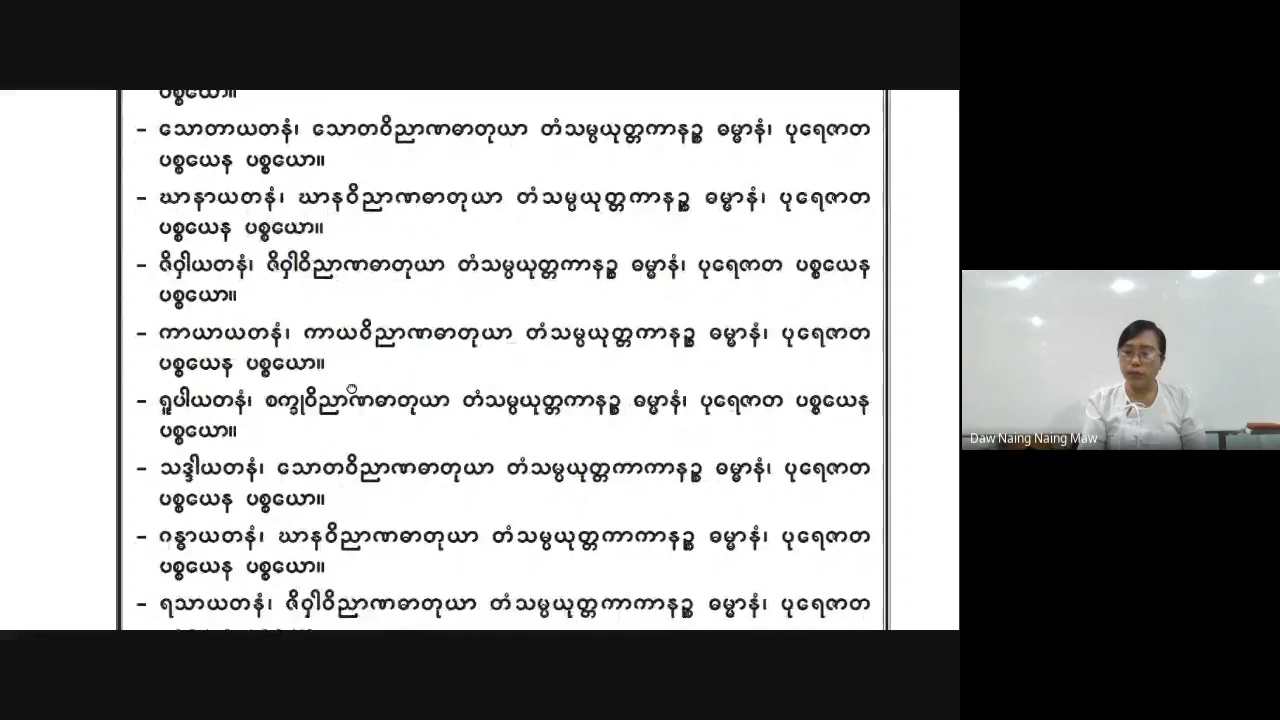 ပစ္စယော။
– သောတာယတနံ၊ သောတဝိညာဏဓာတုယာ တံသမ္ပယုတ္တကာနဉ္စ ဓမ္မာနံ၊ ပုရေဇာတ
ပစ္စယေန ပစ္စယော။
– ဃာနာယတနံ၊ ဃာနဝိညာဏဓာတုယာ တံသမ္ပယုတ္တကာနဉ္စ ဓမ္မာနံ၊ ပုရေဇာတ
ပစ္စယေန ပစ္စယော။
– ဇိဝှါယတနံ၊ ဇိဝှါဝိညာဏဓာတုယာ တံသမ္ပယုတ္တကာနဉ္စ ဓမ္မာနံ၊ ပုရေဇာတ ပစ္စယေန
ပစ္စယော။
– ကာယာယတနံ၊ ကာယဝိညာဏဓာတုယာ တံသမ္ပယုတ္တကာနဉ္စ ဓမ္မာနံ၊ ပုရေဇာတ
ပစ္စယေန ပစ္စယော။
– ရူပါယတနံ၊ စက္ခုဝိညာဏဓာတုယာ တံသမ္ပယုတ္တကာနဉ္စ ဓမ္မာနံ၊ ပုရေဇာတ ပစ္စယေန
ပစ္စယော။
– သဒ္ဒါယတနံ၊ သောတဝိညာဏဓာတုယာ တံသမ္ပယုတ္တကာကာနဉ္စ ဓမ္မာနံ၊ ပုရေဇာတ
ပစ္စယေန ပစ္စယော။
– ဂန္ဓာယတနံ၊ ဃာနဝိညာဏဓာတုယာ တံသမ္ပယုတ္တကာကာနဉ္စ ဓမ္မာနံ၊ ပုရေဇာတ
ပစ္စယေန ပစ္စယော။
– ရသာယတနံ၊ ဇိဝှါဝိညာဏဓာတုယာ တံသမ္ပယုတ္တကာကာနဉ္စ ဓမ္မာနံ၊ ပုရေဇာတ
Daw Naing Naing Maw